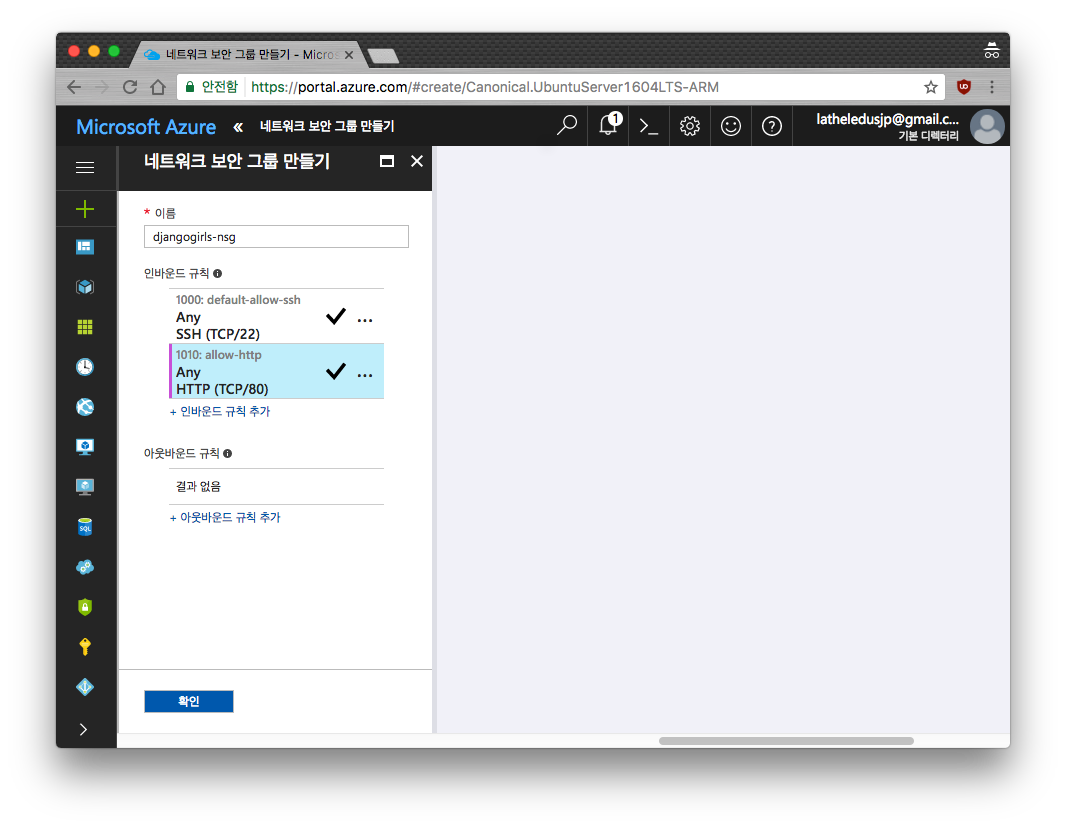 네트워크 보안 그룹 만들기 - Micros
안전함 https://portal.azure.com/#create/Canonical.UbuntuServer1604LTS-ARM
Microsoft Azure « 네트워크 보안 그룹 만들기
1
latheledusjp@gmail.c...
기본 디렉터리
네트워크 보안 그룹 만들기
* 이름
djangogirls-nsg
인바운드 규칙
1000: default-allow-ssh
Any
SSH (TCP/22)
1010: allow-http
Any
HTTP (TCP/80)
+ 인바운드 규칙 추가
아웃바운드 규칙
결과 없음
+ 아웃바운드 규칙 추가
SQL
확인